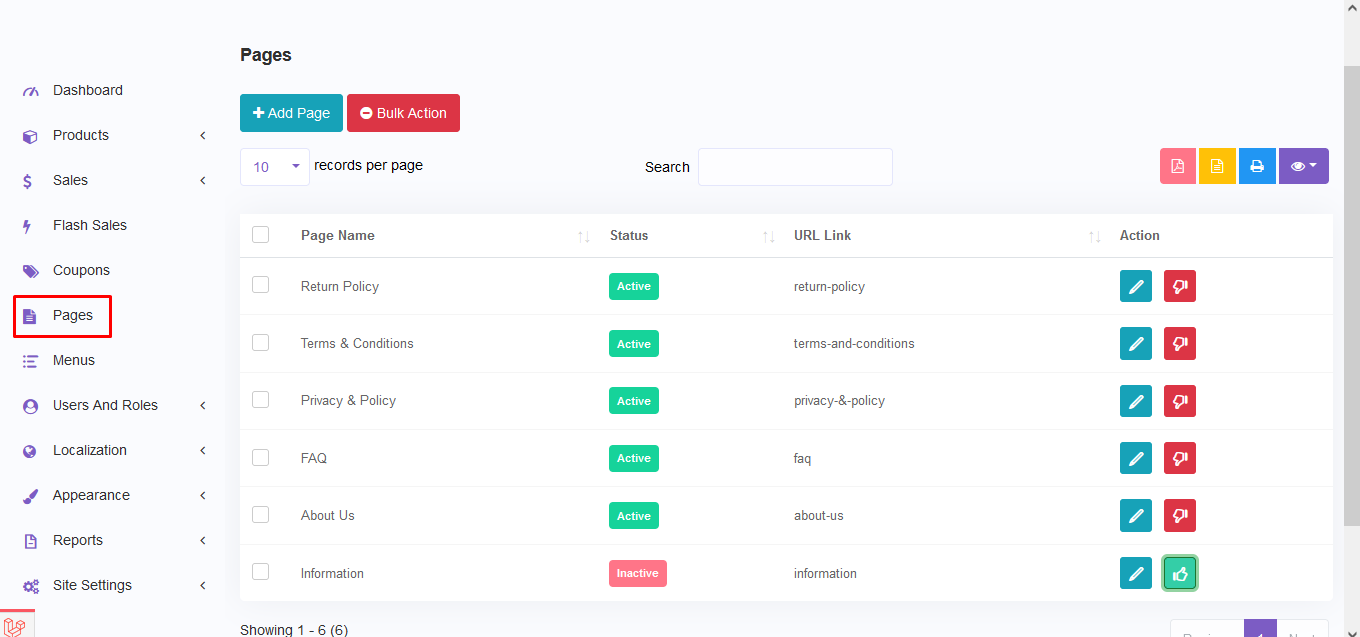 Pages
Dashboard
Products
Sales
Flash Sales
Coupons
Pages
Menus
Users And Roles
Localization
Appearance
Reports
Site Settings
Add Page Bulk Action
10 records per page Search
Page Name Status URL Link Action
Return Policy Active return-policy
Terms & Conditions Active terms-and-conditions
Privacy & Policy Active privacy-&-policy
FAQ Active faq
About Us Active about-us
Information Inactive information
Showing 1 - 6 (6)